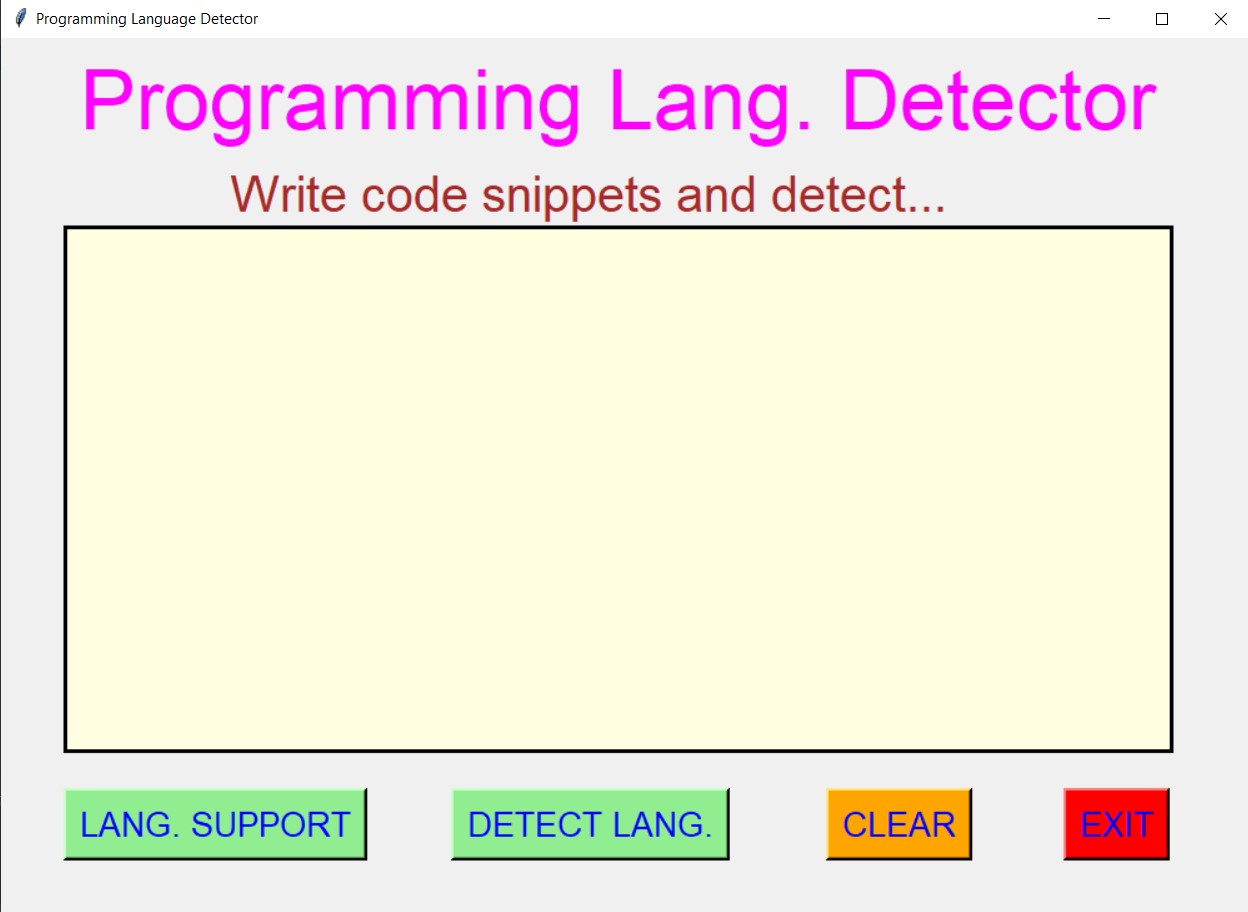 Programming Language Detector
Programming Lang. Detector
Write code snippets and detect...
LANG. SUPPORT
DETECT LANG.
CLEAR
EXIT